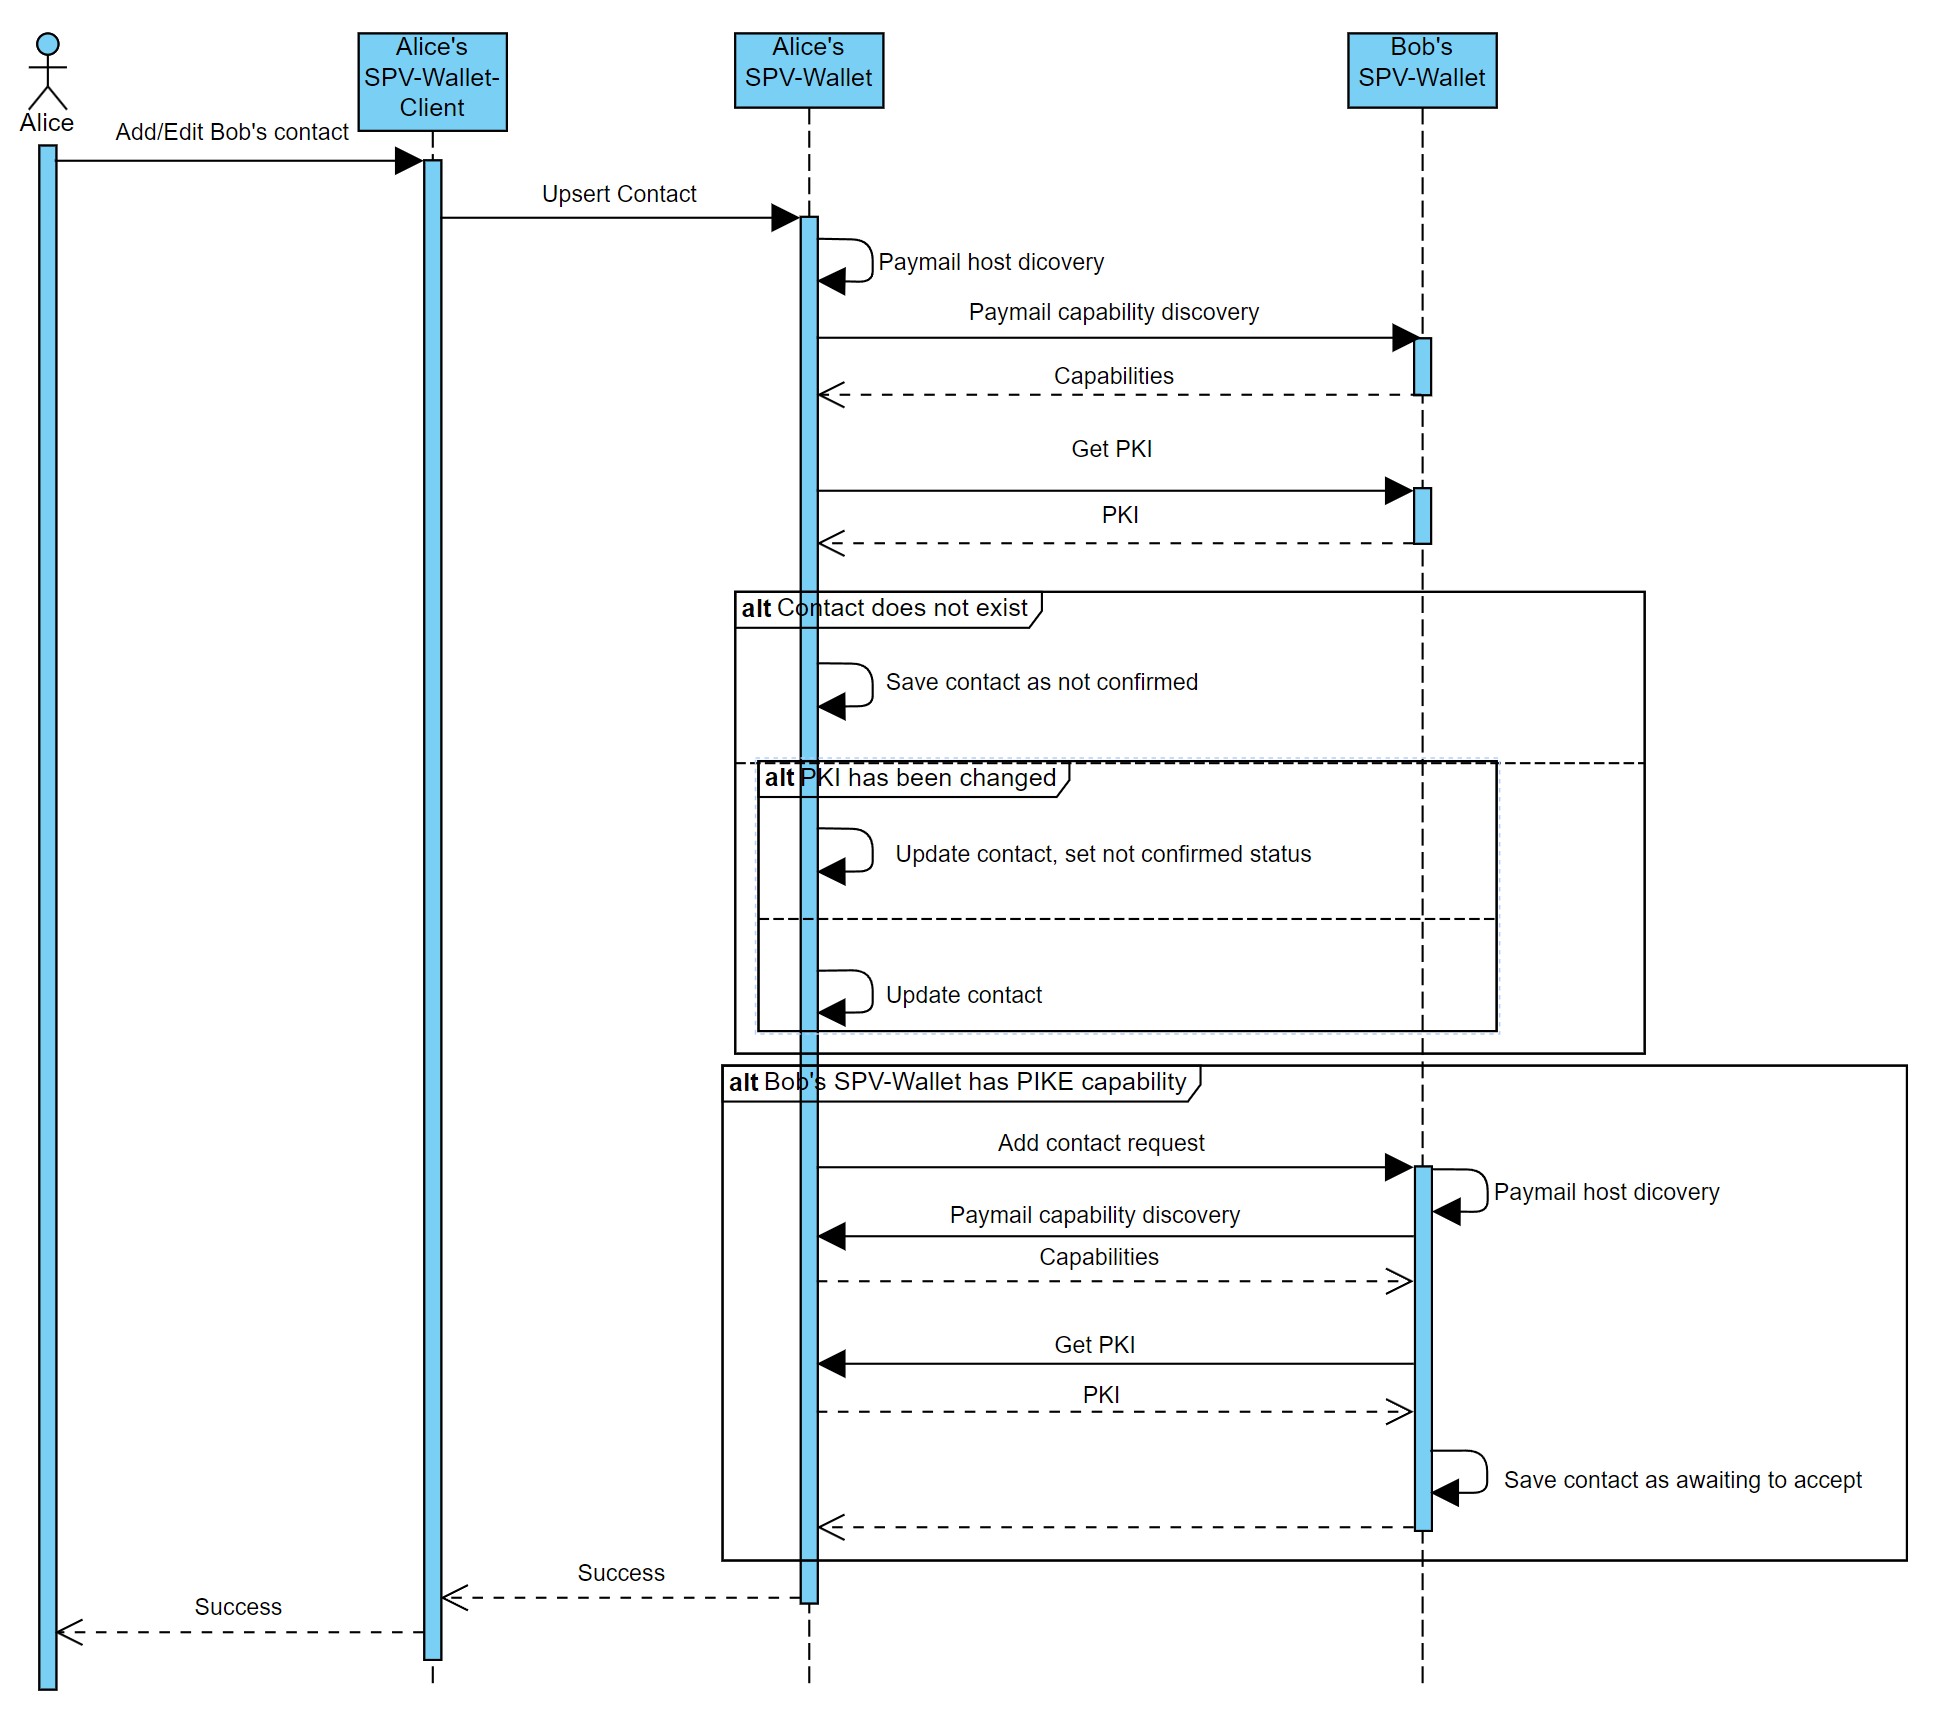 Alice's
SPV-Wallet-
Client
Alice's
SPV-Wallet
Bob's
SPV-Wallet
Alice
Add/Edit Bob's contact
Upsert Contact
Paymail host dicovery
Paymail capability discovery
Capabilities
Get PKI
PKI
alt Contact does not exist
Save contact as not confirmed
alt PKI has been changed
Update contact, set not confirmed status
Update contact
alt Bob's SPV-Wallet has PIKE capability
Add contact request
Paymail host dicovery
Paymail capability discovery
Capabilities
Get PKI
PKI
Save contact as awaiting to accept
Success
Success